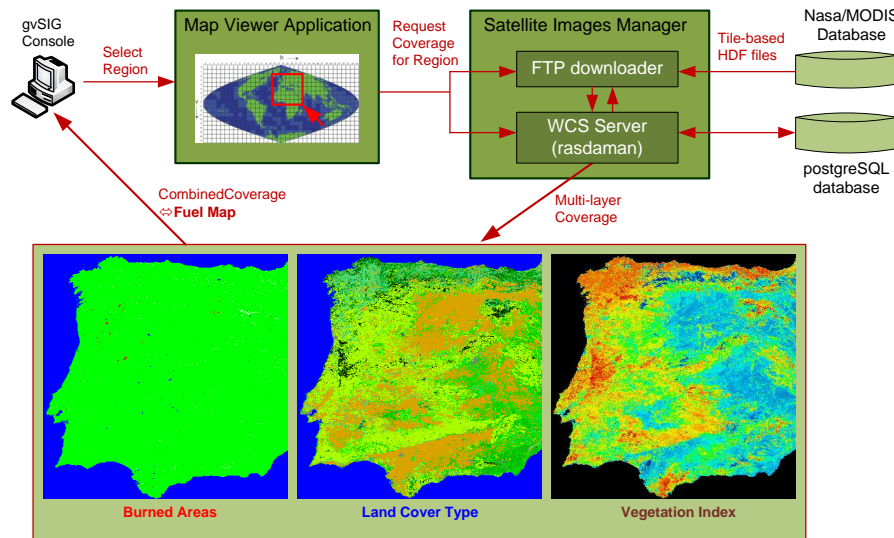 gvSIG
Console
Select
Region
Map Viewer Application
h
Request
Coverage
for Region
Satellite Images Manager
FTP downloader
WCS Server
(rasdaman)
Tile-based
HDF files
Nasa/MODIS
Database
postgreSQL
database
CombinedCoverage
⇔Fuel Map
Multi-layer
Coverage
Burned Areas
Land Cover Type
Vegetation Index